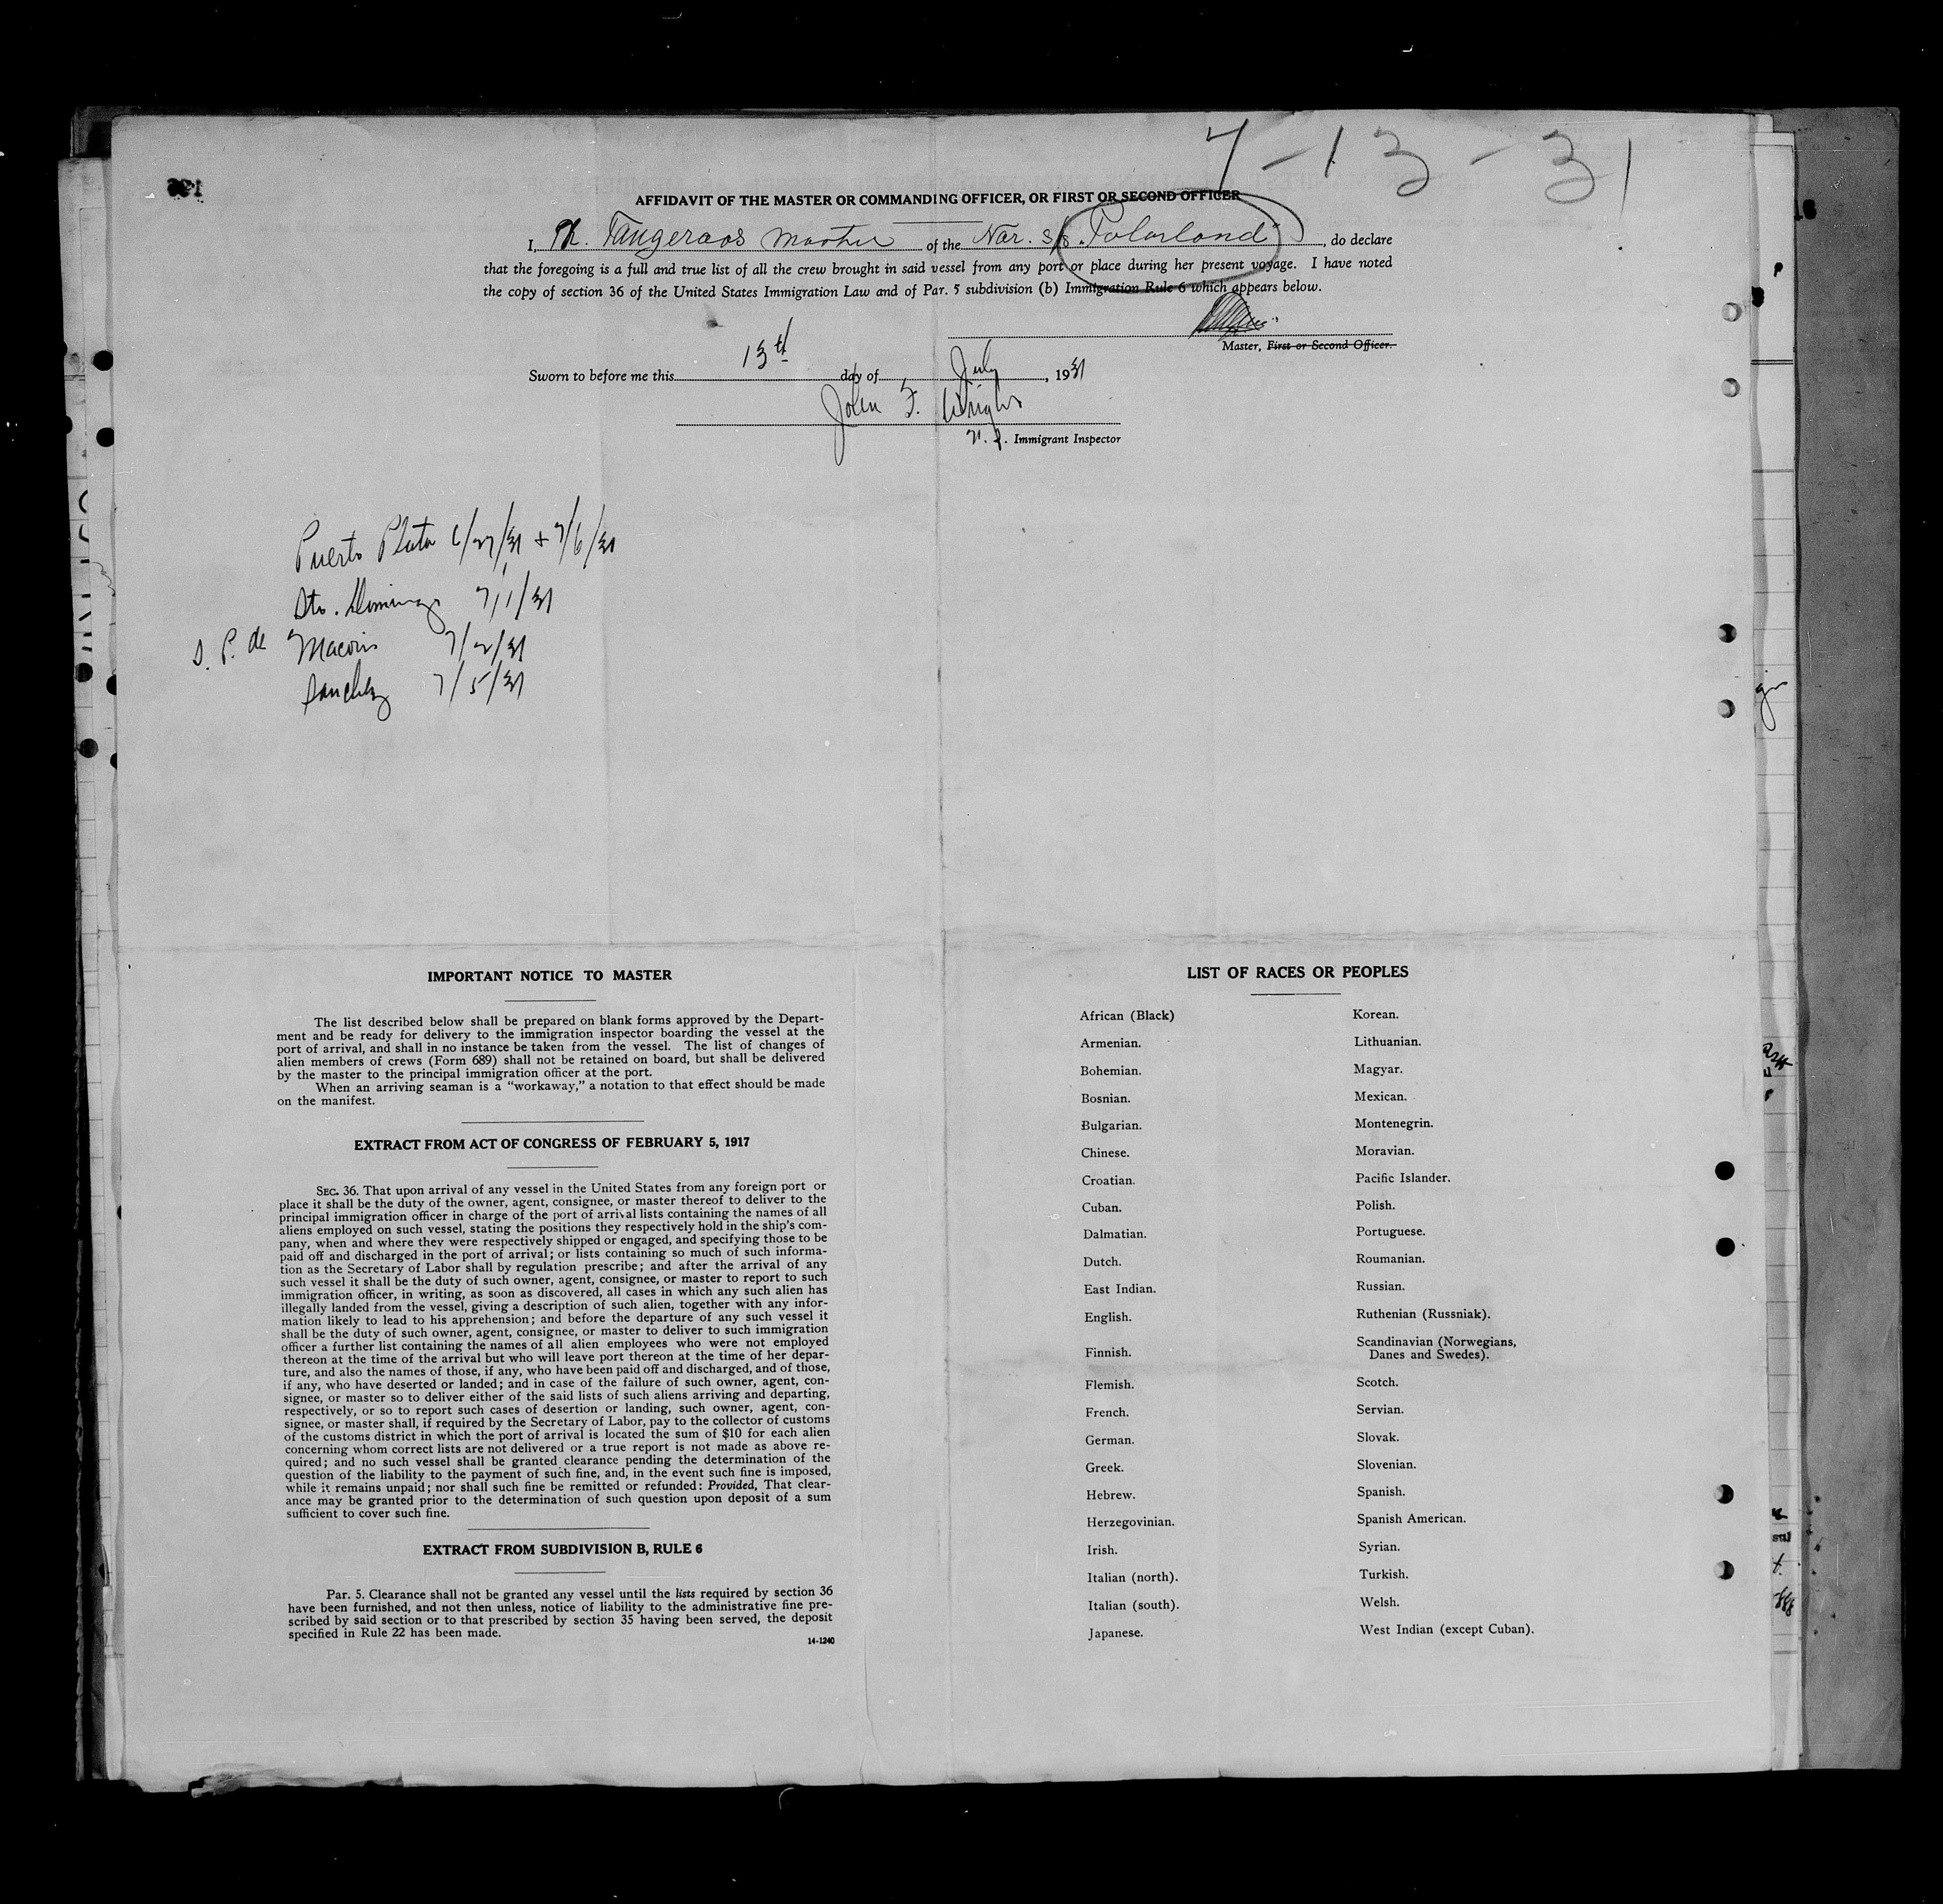 7-13-31
AFFIDAVIT OF THE MASTER OR COMMANDING OFFICER, OR FIRST OR SECOND OFFICER
I, Th. Tangeraas Master of the Nor. s/s "Polarland", do declare
that the foregoing is a full and true list of all the crew brought in said vessel from any port or place during her present voyage. I have noted
the copy of section 36 of the United States Immigration Law and of Par. 5 subdivision (b) Immigration Rule 6 which appears below.
Master, First or Second Officer.
Sworn to before me this 13th day of July, 1931
John F. Wright
Immigrant Inspector
Puerto Plata 6/27/31 + 7/6/31
Sto. Domingo 7/1/31
S. P. de Macoris 7/2/31
Sanchez 7/5/31
IMPORTANT NOTICE TO MASTER
The list described below shall be prepared on blank forms approved by the Depart-
ment and be ready for delivery to the immigration inspector boarding the vessel at the
port of arrival, and shall in no instance be taken from the vessel. The list of changes of
alien members of crews (Form 689) shall not be retained on board, but shall be delivered
by the master to the principal immigration officer at the port.
When an arriving seaman is a "workaway," a notation to that effect should be made
on the manifest.
EXTRACT FROM ACT OF CONGRESS OF FEBRUARY 5, 1917
SEC. 36. That upon arrival of any vessel in the United States from any foreign port or
place it shall be the duty of the owner, agent, consignee, or master thereof to deliver to the
principal immigration officer in charge of the port of arrival lists containing the names of all
aliens employed on such vessel, stating the positions they respectively hold in the ship's com-
pany, when and where they were respectively shipped or engaged, and specifying those to be
paid off and discharged in the port of arrival; or lists containing so much of such informa-
tion as the Secretary of Labor shall by regulation prescribe; and after the arrival of any
such vessel it shall be the duty of such owner, agent, consignee, or master to report to such
immigration officer, in writing, as soon as discovered, all cases in which any such alien has
illegally landed from the vessel, giving a description of such alien, together with any infor-
mation likely to lead to his apprehension; and before the departure of any such vessel it
shall be the duty of such owner, agent, consignee, or master to deliver to such immigration
officer a further list containing the names of all alien employees who were not employed
thereon at the time of the arrival but who will leave port thereon at the time of her depar-
ture, and also the names of those, if any, who have been paid off and discharged, and of those,
if any, who have deserted or landed; and in case of the failure of such owner, agent, con-
signee, or master so to deliver either of the said lists of such aliens arriving and departing,
respectively, or so to report such cases of desertion or landing, such owner, agent, con-
signee, or master shall, if required by the Secretary of Labor, pay to the collector of customs
of the customs district in which the port of arrival is located the sum of $10 for each alien
concerning whom correct lists are not delivered or a true report is not made as above re-
quired; and no such vessel shall be granted clearance pending the determination of the
question of the liability to the payment of such fine, and, in the event such fine is imposed,
while it remains unpaid; nor shall such fine be remitted or refunded: Provided, That clear-
ance may be granted prior to the determination of such question upon deposit of a sum
sufficient to cover such fine.
EXTRACT FROM SUBDIVISION B, RULE 6
Par. 5. Clearance shall not be granted any vessel until the lists required by section 36
have been furnished, and not then unless, notice of liability to the administrative fine pre-
scribed by said section or to that prescribed by section 35 having been served, the deposit
specified in Rule 22 has been made.
14-1240
LIST OF RACES OR PEOPLES
African (Black)
Armenian.
Bohemian.
Bosnian.
Bulgarian.
Chinese.
Croatian.
Cuban.
Dalmatian.
Dutch.
East Indian.
English.
Finnish.
Flemish.
French.
German.
Greek.
Hebrew.
Herzegovinian.
Irish.
Italian (north).
Italian (south).
Japanese.
Korean.
Lithuanian.
Magyar.
Mexican.
Montenegrin.
Moravian.
Pacific Islander.
Polish.
Portuguese.
Roumanian.
Russian.
Ruthenian (Russniak).
Scandinavian (Norwegians,
Danes and Swedes).
Scotch.
Servian.
Slovak.
Slovenian.
Spanish.
Spanish American.
Syrian.
Turkish.
Welsh.
West Indian (except Cuban).